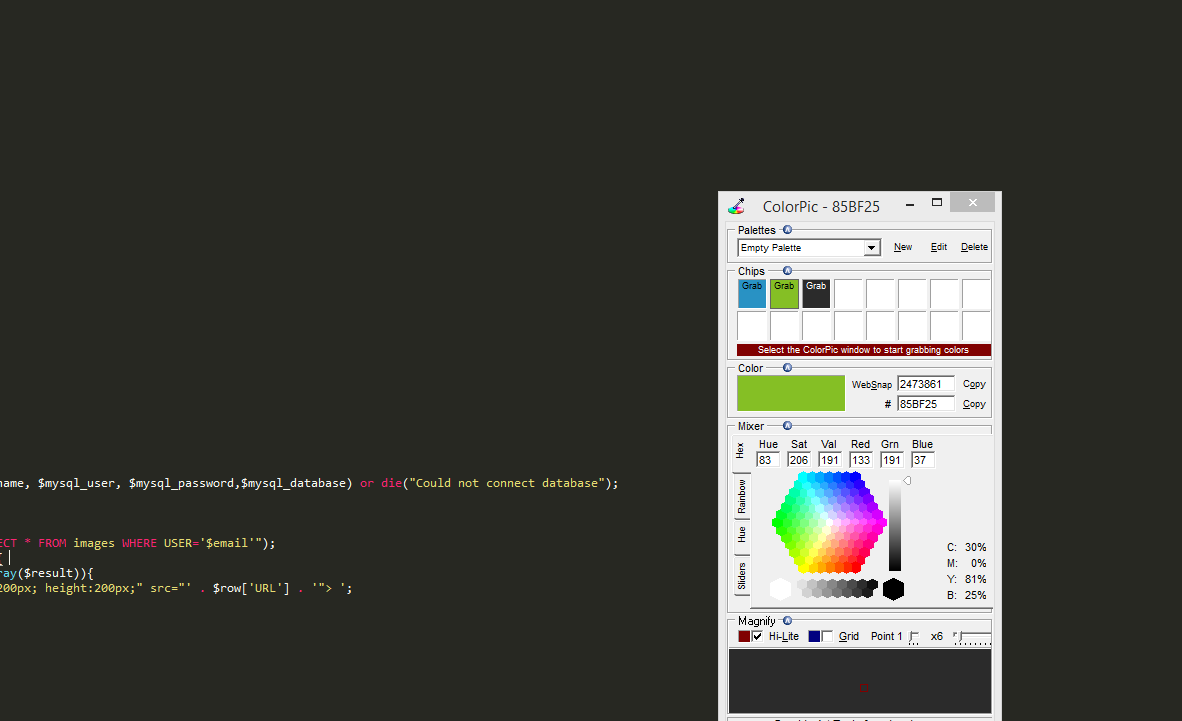 ColorPic - 85BF25
Palettes
Empty Palette New Edit Delete
Chips
Grab Grab Grab
Select the ColorPic window to start grabbing colors
Color
WebSnap 2473861 Copy
# 85BF25 Copy
Mixer
Hex Hue Sat Val Red Grn Blue
83 206 191 133 191 37
Rainbow
Hue
Sliders
C: 30%
M: 0%
Y: 81%
B: 25%
Magnify
Hi-Lite Grid Point 1 x6
name, $mysql_user, $mysql_password,$mysql_database) or die("Could not connect database");
ECT * FROM images WHERE USER='$email'");
{
ray($result)){
200px; height:200px;" src="' . $row['URL'] . '"> ';